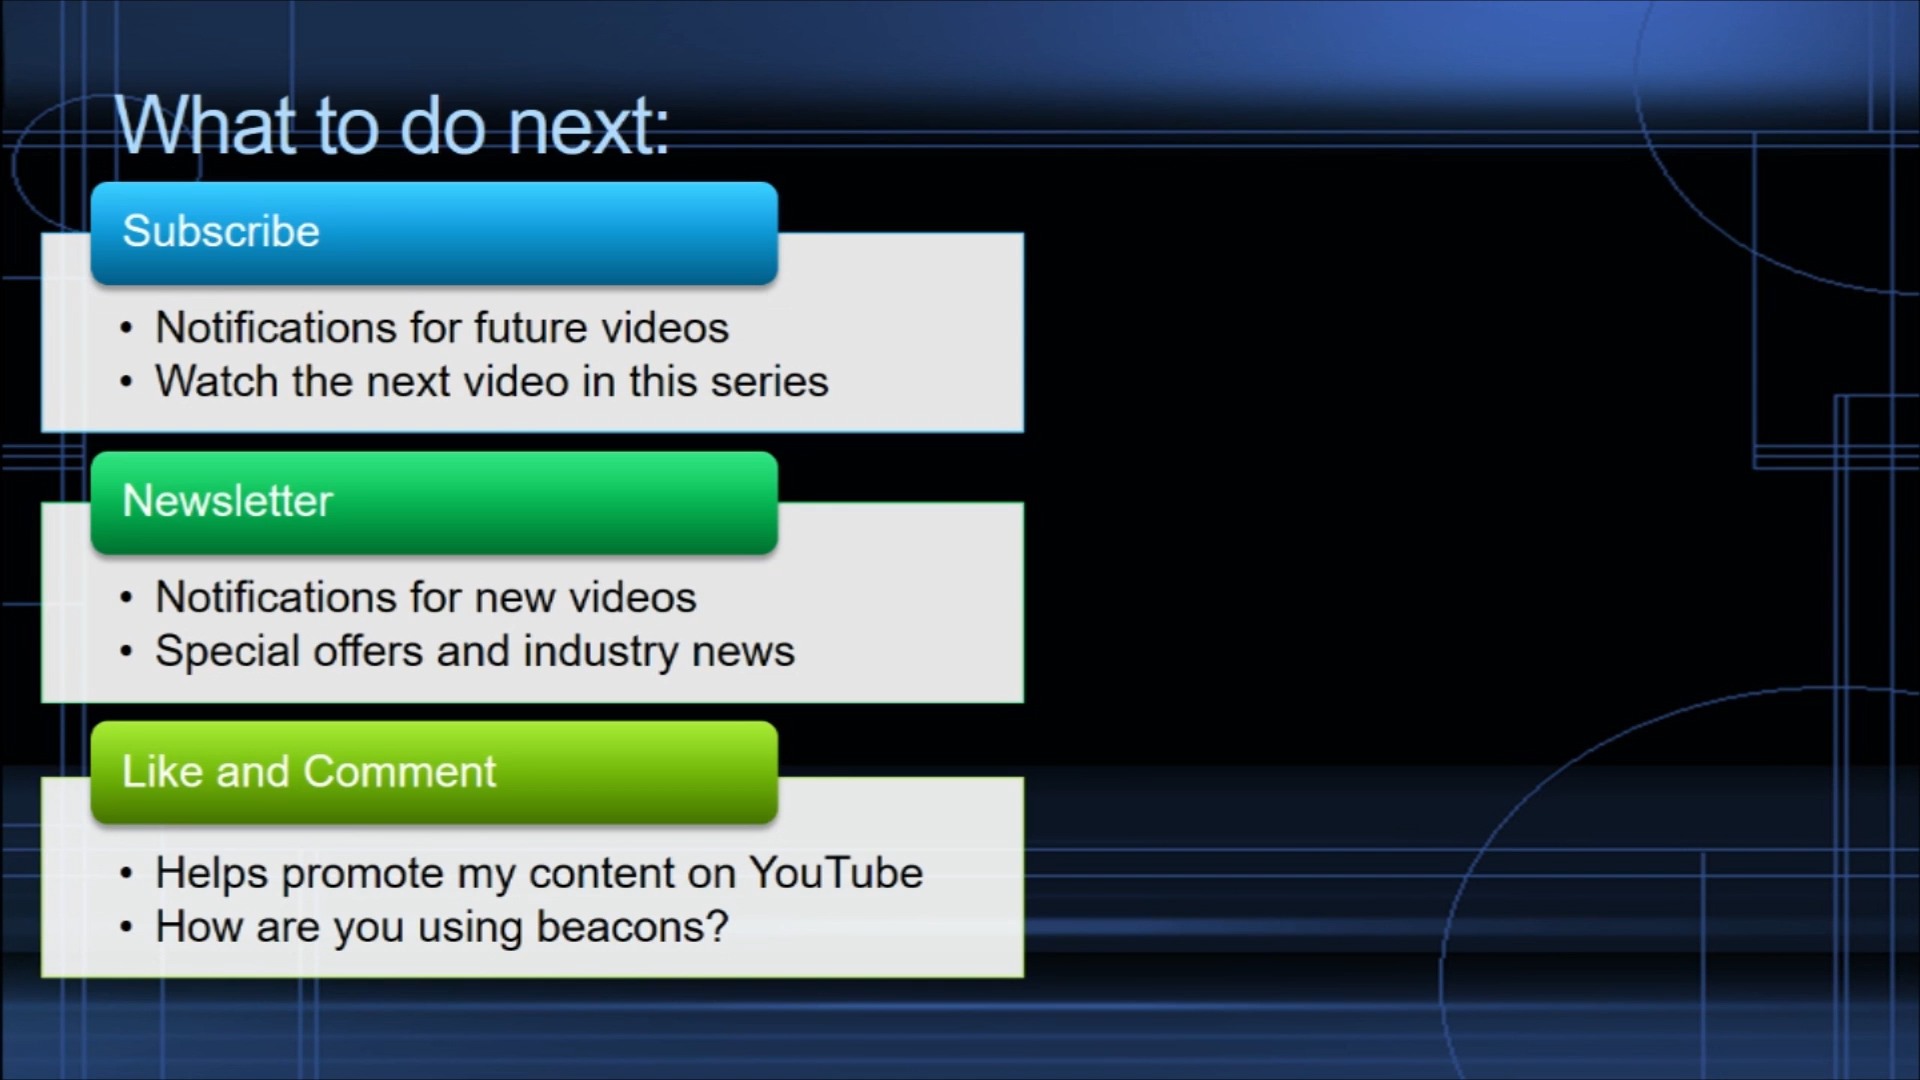 What to do next:
Subscribe
• Notifications for future videos
• Watch the next video in this series
Newsletter
• Notifications for new videos
• Special offers and industry news
Like and Comment
• Helps promote my content on YouTube
• How are you using beacons?